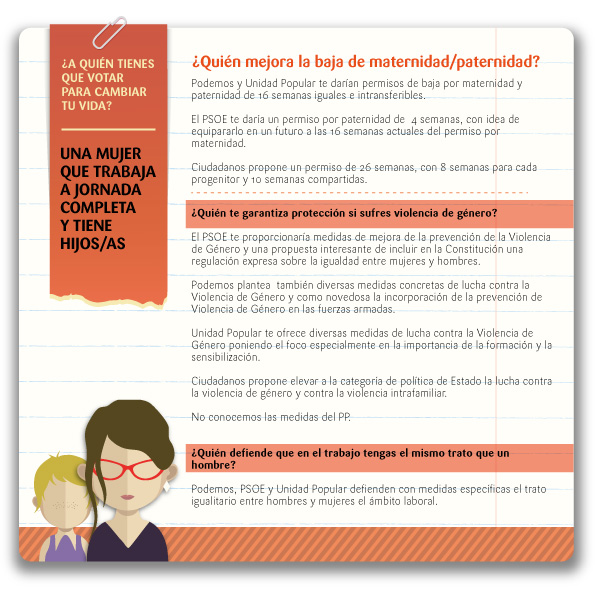 ¿A QUIÉN TIENES
QUE VOTAR
PARA CAMBIAR
TU VIDA?
UNA MUJER
QUE TRABAJA
A JORNADA
COMPLETA
Y TIENE
HIJOS/AS
¿Quién mejora la baja de maternidad/paternidad?
Podemos y Unidad Popular te darían permisos de baja por maternidad y
paternidad de 16 semanas iguales e intransferibles.
El PSOE te daría un permiso por paternidad de 4 semanas, con idea de
equipararlo en un futuro a las 16 semanas actuales del permiso por
maternidad.
Ciudadanos propone un permiso de 26 semanas, con 8 semanas para cada
progenitor y 10 semanas compartidas.
¿Quién te garantiza protección si sufres violencia de género?
El PSOE te proporcionaría medidas de mejora de la prevención de la Violencia
de Género y una propuesta interesante de incluir en la Constitución una
regulación expresa sobre la igualdad entre mujeres y hombres.
Podemos plantea también diversas medidas concretas de lucha contra la
Violencia de Género y como novedosa la incorporación de la prevención de
Violencia de Género en las fuerzas armadas.
Unidad Popular te ofrece diversas medidas de lucha contra la Violencia de
Género poniendo el foco especialmente en la importancia de la formación y la
sensibilización.
Ciudadanos propone elevar a la categoría de política de Estado la lucha contra
la violencia de género y contra la violencia intrafamiliar.
No conocemos las medidas del PP.
¿Quién defiende que en el trabajo tengas el mismo trato que un
hombre?
Podemos, PSOE y Unidad Popular defienden con medidas específicas el trato
igualitario entre hombres y mujeres el ámbito laboral.